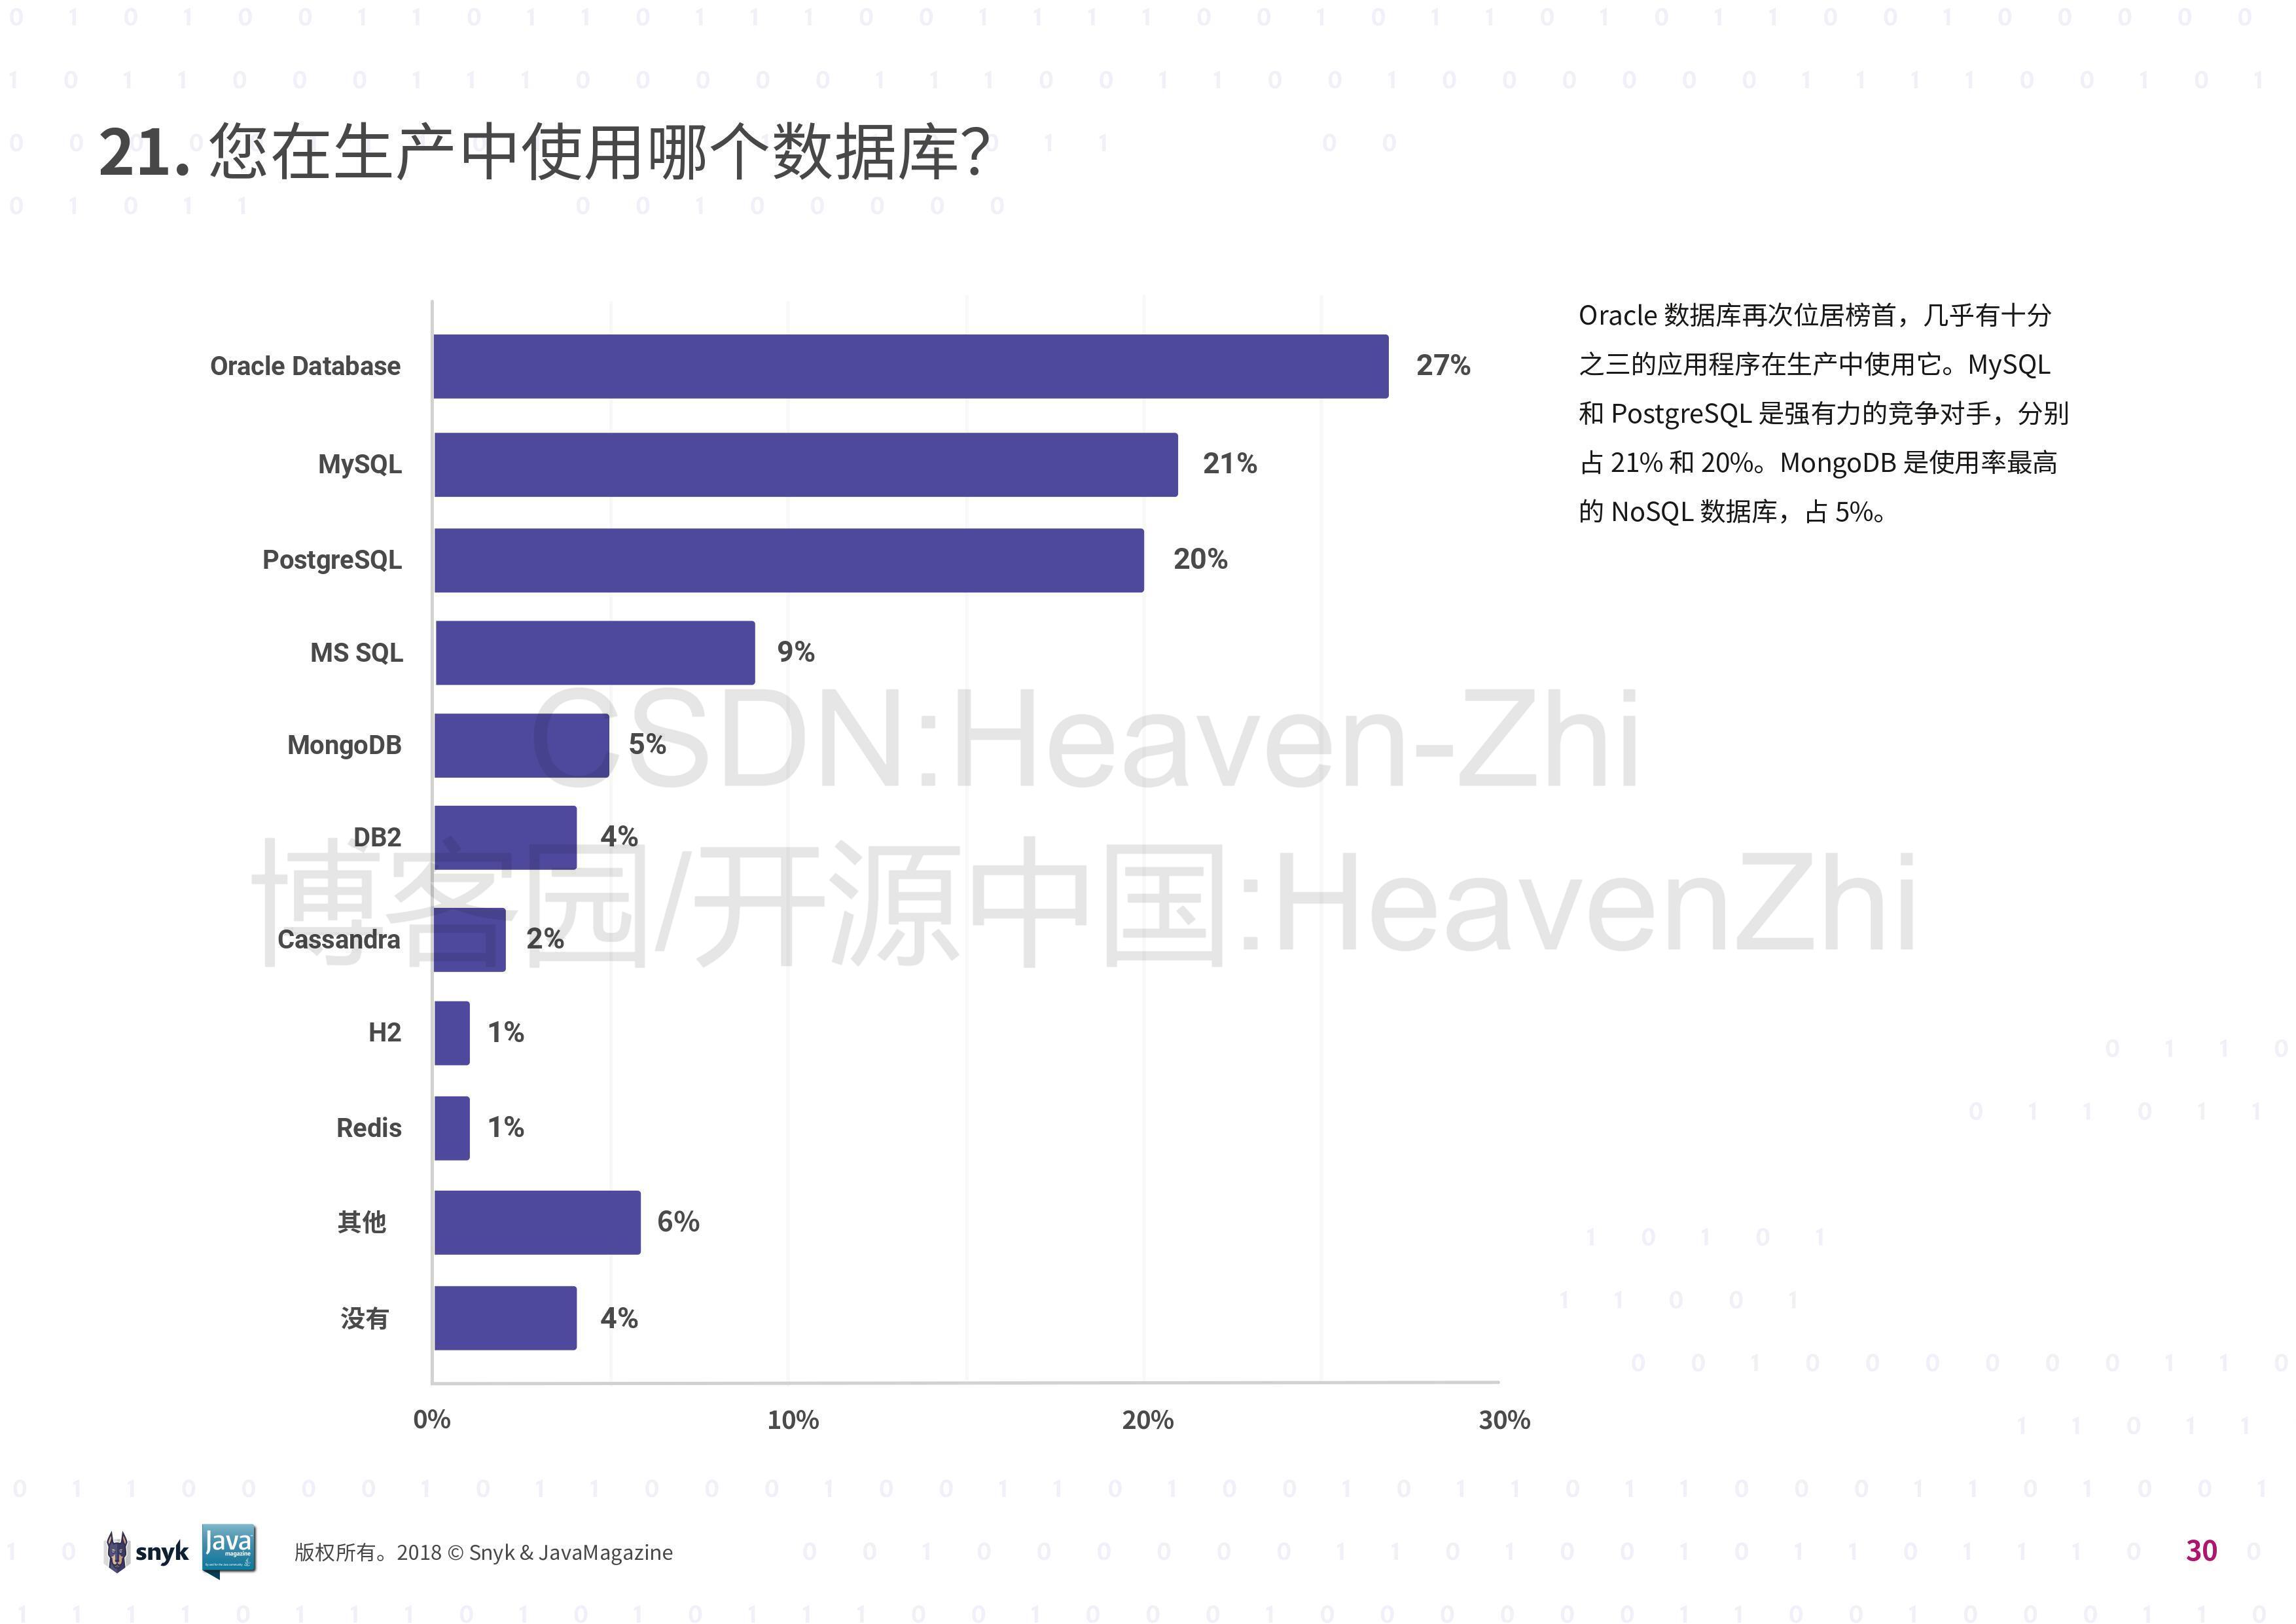 21. 您在生产中使用哪个数据库？
Oracle Database
27%
MySQL
21%
PostgreSQL
20%
MS SQL
9%
MongoDB
5%
DB2
4%
Cassandra
2%
H2
1%
Redis
1%
其他
6%
没有
4%
0%
10%
20%
30%
Oracle 数据库再次位居榜首，几乎有十分
之三的应用程序在生产中使用它。MySQL
和 PostgreSQL 是强有力的竞争对手，分别
占 21% 和 20%。MongoDB 是使用率最高
的 NoSQL 数据库，占 5%。
CSDN:Heaven-Zhi
博客园/开源中国:HeavenZhi
snyk
Java
magazine
版权所有。2018 © Snyk & JavaMagazine
30